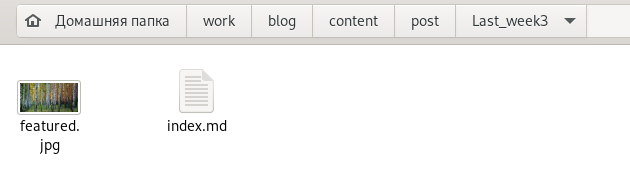 Домашняя папка work blog content post Last_week3
featured. index.md
jpg